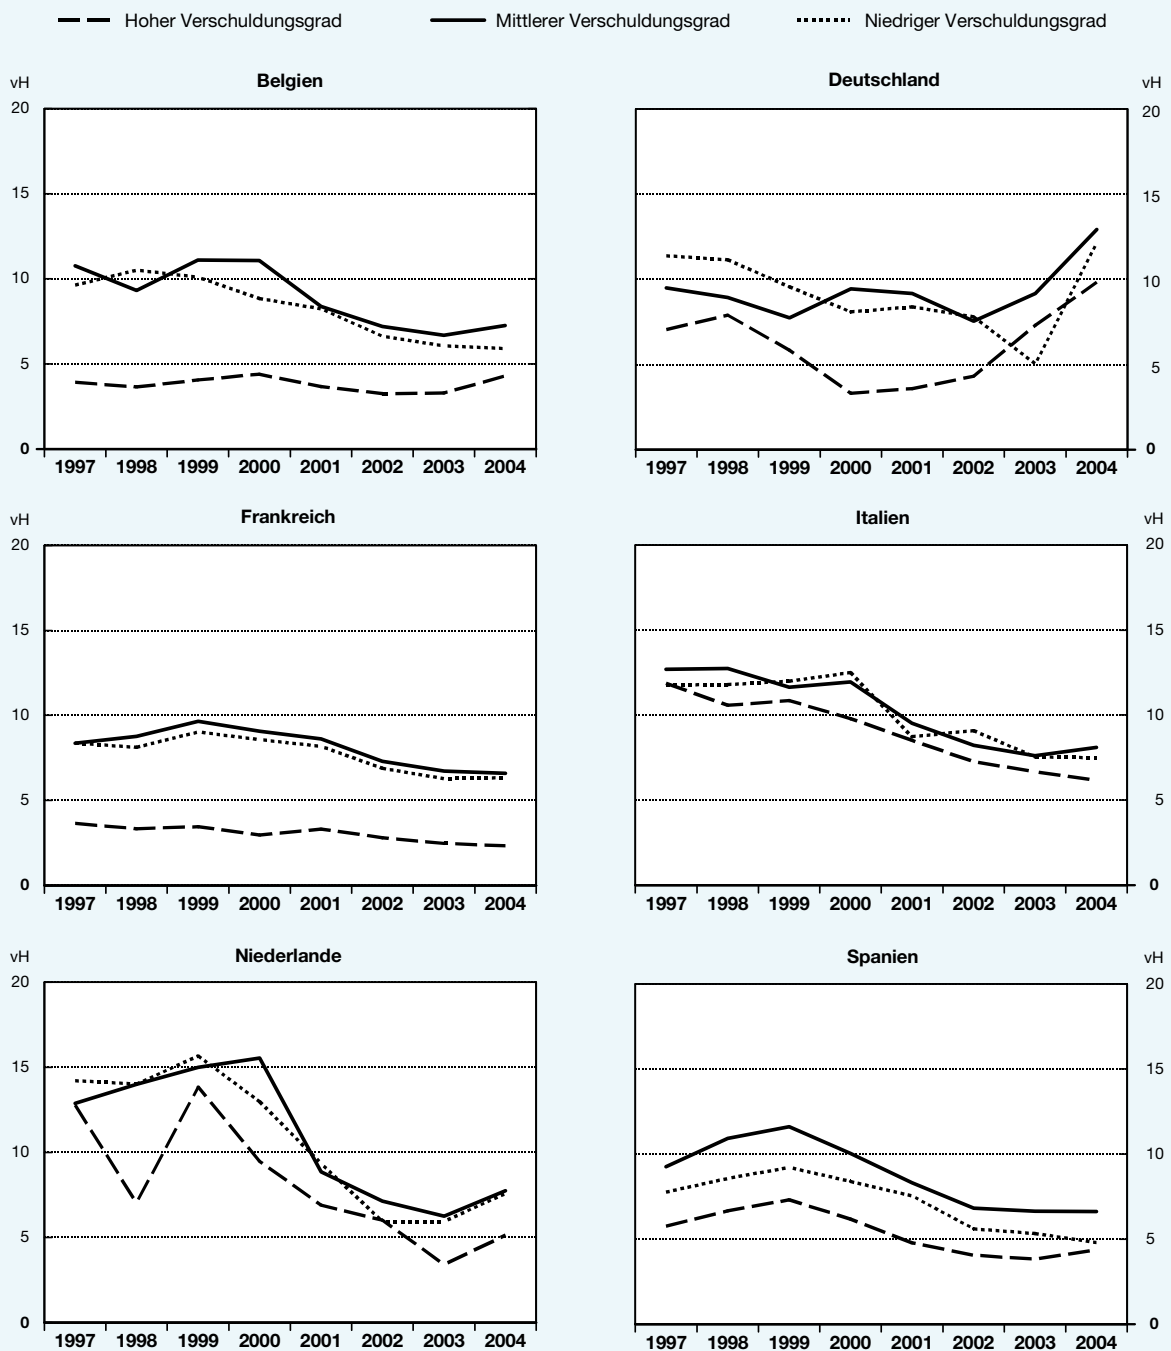 Hoher Verschuldungsgrad Mittlerer Verschuldungsgrad Niedriger Verschuldungsgrad
vH Belgien
20
15
10
5
0
1997 1998 1999 2000 2001 2002 2003 2004
Deutschland vH
20
15
10
5
0
1997 1998 1999 2000 2001 2002 2003 2004
vH Frankreich
20
15
10
5
0
1997 1998 1999 2000 2001 2002 2003 2004
Italien vH
20
15
10
5
0
1997 1998 1999 2000 2001 2002 2003 2004
vH Niederlande
20
15
10
5
0
1997 1998 1999 2000 2001 2002 2003 2004
Spanien vH
20
15
10
5
0
1997 1998 1999 2000 2001 2002 2003 2004